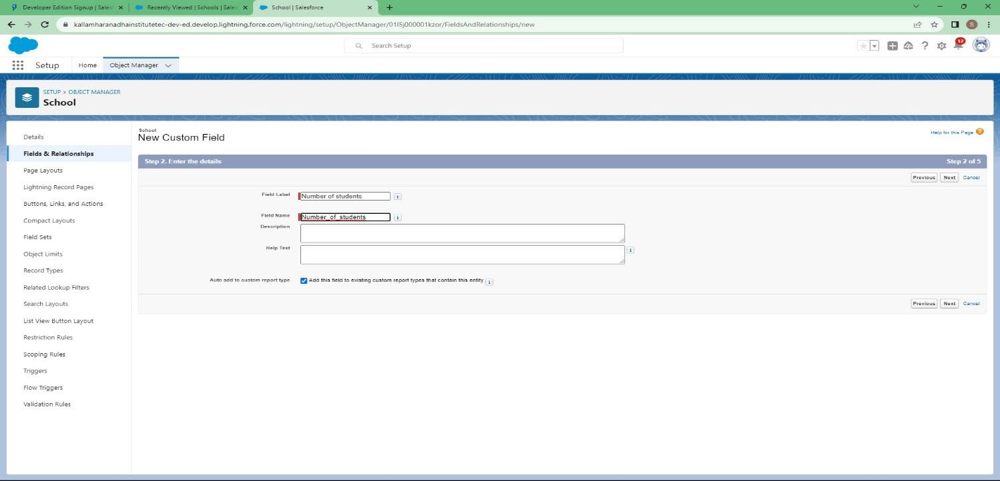 Developer Edition Signup | Sales
Recently Viewed | Schools | Sales
School | Salesforce
kallamharanadhainstitutetec-dev-ed.develop.lightning.force.com/lightning/setup/ObjectManager/01I5j000001kzor/FieldsAndRelationships/new
S
Search Setup
12
Setup
Home
Object Manager
SETUP > OBJECT MANAGER
School
Details
Fields & Relationships
Page Layouts
Lightning Record Pages
Buttons, Links, and Actions
Compact Layouts
Field Sets
Object Limits
Record Types
Related Lookup Filters
Search Layouts
List View Button Layout
Restriction Rules
Scoping Rules
Triggers
Flow Triggers
Validation Rules
School
New Custom Field
Help for this Page
Step 2. Enter the details Step 2 of 5
Previous Next Cancel
Field Label Number of students
Field Name Number_of_students
Description
Help Text
Auto add to custom report type Add this field to existing custom report types that contain this entity
Previous Next Cancel